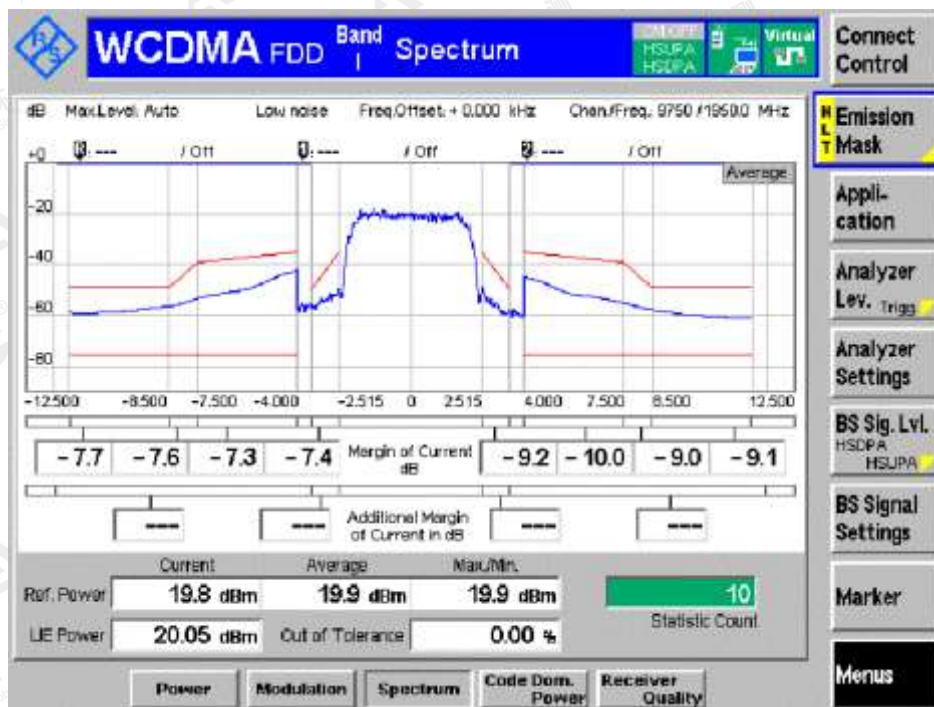 R&S
WCDMA FDD Band I Spectrum
CM OFF
HSUPA
HSDPA
Virtual
Connect Control
dB Max.Level: Auto Low noise Freq.Offset: + 0.000 kHz Chan./Freq.: 9750 / 1950.0 MHz
NLT Emission Mask
--- / Off --- / Off 2: --- / Off
+0
Average
-20
-40
-60
-80
-12.500 -8.500 -7.500 -4.000 -2.515 0 2.515 4.000 7.500 8.500 12.500
-7.7 -7.6 -7.3 -7.4 Margin of Current dB -9.2 -10.0 -9.0 -9.1
--- --- Additional Margin of Current in dB --- ---
Current Average Max./Min.
Ref. Power 19.8 dBm 19.9 dBm 19.9 dBm 10
Statistic Count
UE Power 20.05 dBm Out of Tolerance 0.00 %
Power Modulation Spectrum Code Dom. Power Receiver Quality
Appli-
cation
Analyzer
Lev. Trigg.
Analyzer
Settings
BS Sig. Lvl.
HSDPA
HSUPA
BS Signal
Settings
Marker
Menus